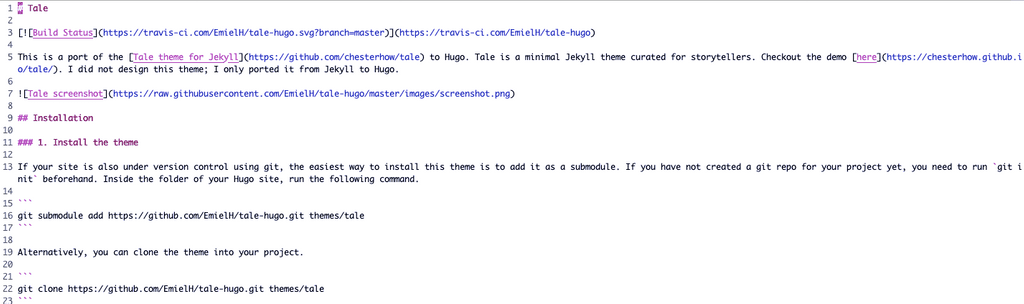 1 # Tale
2
3 [![Build Status](https://travis-ci.com/EmielH/tale-hugo.svg?branch=master)](https://travis-ci.com/EmielH/tale-hugo)
4
5 This is a port of the [Tale theme for Jekyll](https://github.com/chesterhow/tale) to Hugo. Tale is a minimal Jekyll theme curated for storytellers. Checkout the demo [here](https://chesterhow.github.i
o/tale/). I did not design this theme; I only ported it from Jekyll to Hugo.
6
7 ![Tale screenshot](https://raw.githubusercontent.com/EmielH/tale-hugo/master/images/screenshot.png)
8
9 ## Installation
10
11 ### 1. Install the theme
12
13 If your site is also under version control using git, the easiest way to install this theme is to add it as a submodule. If you have not created a git repo for your project yet, you need to run `git i
nit` beforehand. Inside the folder of your Hugo site, run the following command.
14
15 ```
16 git submodule add https://github.com/EmielH/tale-hugo.git themes/tale
17 ```
18
19 Alternatively, you can clone the theme into your project.
20
21 ```
22 git clone https://github.com/EmielH/tale-hugo.git themes/tale
23 ```